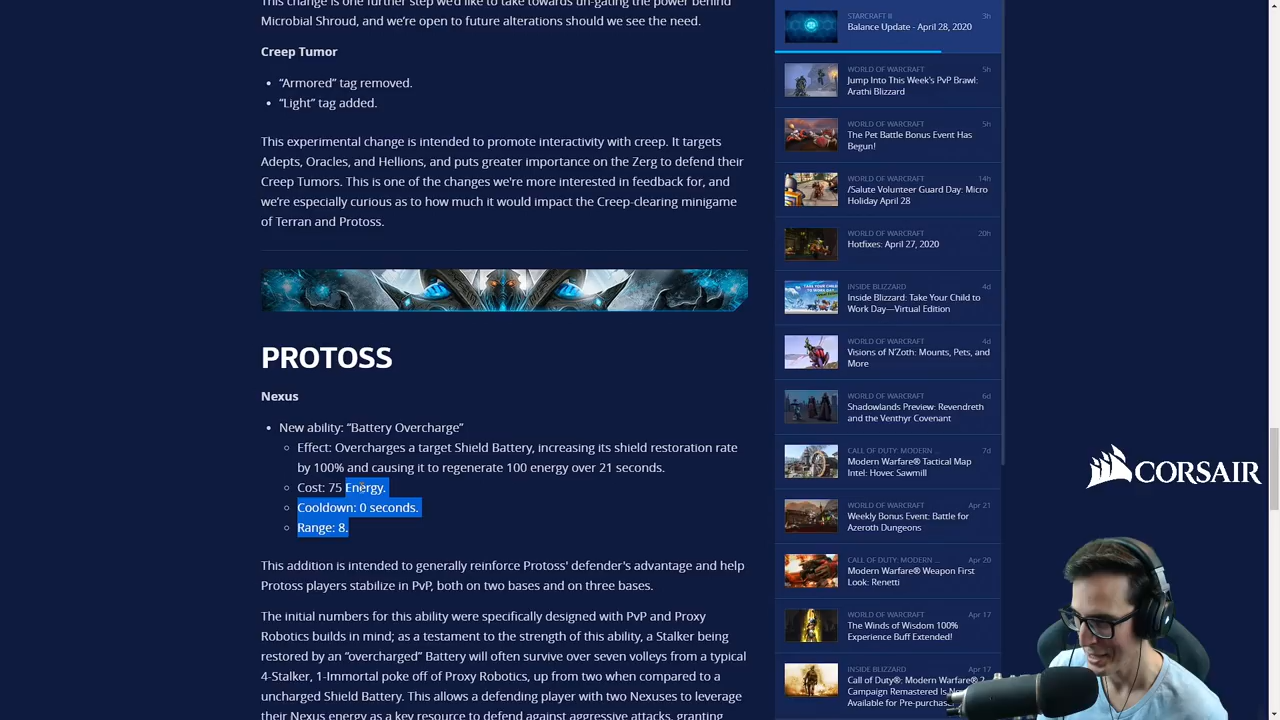 This change is one further step we'd like to take towards un-gating the power behind
Microbial Shroud, and we're open to future alterations should we see the need.
Creep Tumor
• “Armored” tag removed.
• “Light” tag added.
This experimental change is intended to promote interactivity with creep. It targets
Adepts, Oracles, and Hellions, and puts greater importance on the Zerg to defend their
Creep Tumors. This is one of the changes we're more interested in feedback for, and
we’re especially curious as to how much it would impact the Creep-clearing minigame
of Terran and Protoss.
PROTOSS
Nexus
• New ability: “Battery Overcharge”
Effect: Overcharges a target Shield Battery, increasing its shield restoration rate
by 100% and causing it to regenerate 100 energy over 21 seconds.
Cost: 75 Energy.
Cooldown: 0 seconds.
Range: 8.
This addition is intended to generally reinforce Protoss' defender's advantage and help
Protoss players stabilize in PvP, both on two bases and on three bases.
The initial numbers for this ability were specifically designed with PvP and Proxy
Robotics builds in mind; as a testament to the strength of this ability, a Stalker being
restored by an “overcharged” Battery will often survive over seven volleys from a typical
4-Stalker, 1-Immortal poke off of Proxy Robotics, up from two when compared to a
uncharged Shield Battery. This allows a defending player with two Nexuses to leverage
their Nexus energy as a key resource to defend against aggressive attacks, granting
STARCRAFT II 3h
Balance Update - April 28, 2020
WORLD OF WARCRAFT 5h
Jump Into This Week's PvP Brawl:
Arathi Blizzard
WORLD OF WARCRAFT 5h
The Pet Battle Bonus Event Has
Begun!
WORLD OF WARCRAFT 14h
/Salute Volunteer Guard Day: Micro
Holiday April 28
WORLD OF WARCRAFT 20h
Hotfixes: April 27, 2020
INSIDE BLIZZARD 4d
Inside Blizzard: Take Your Child to
Work Day—Virtual Edition
WORLD OF WARCRAFT 4d
Visions of N'Zoth: Mounts, Pets, and
More
WORLD OF WARCRAFT 6d
Shadowlands Preview: Revendreth
and the Venthyr Covenant
CALL OF DUTY: MODERN ... 7d
Modern Warfare® Tactical Map
Intel: Hovec Sawmill
WORLD OF WARCRAFT Apr 21
Weekly Bonus Event: Battle for
Azeroth Dungeons
CALL OF DUTY: MODERN ... Apr 20
Modern Warfare® Weapon First
Look: Renetti
WORLD OF WARCRAFT Apr 17
The Winds of Wisdom 100%
Experience Buff Extended!
INSIDE BLIZZARD Apr 17
Call of Duty®: Modern Warfare® 2
Campaign Remastered Is
Available for Pre-purchase
CORSAIR